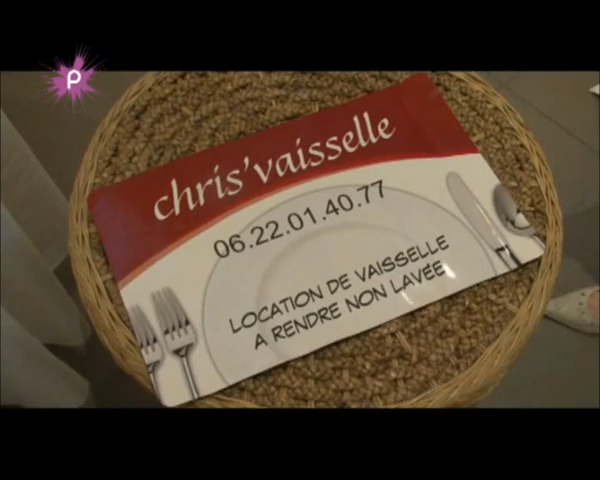 P
chris'vaisselle
06.22.01.40.77
LOCATION DE VAISSELLE
A RENDRE NON LAVÉE